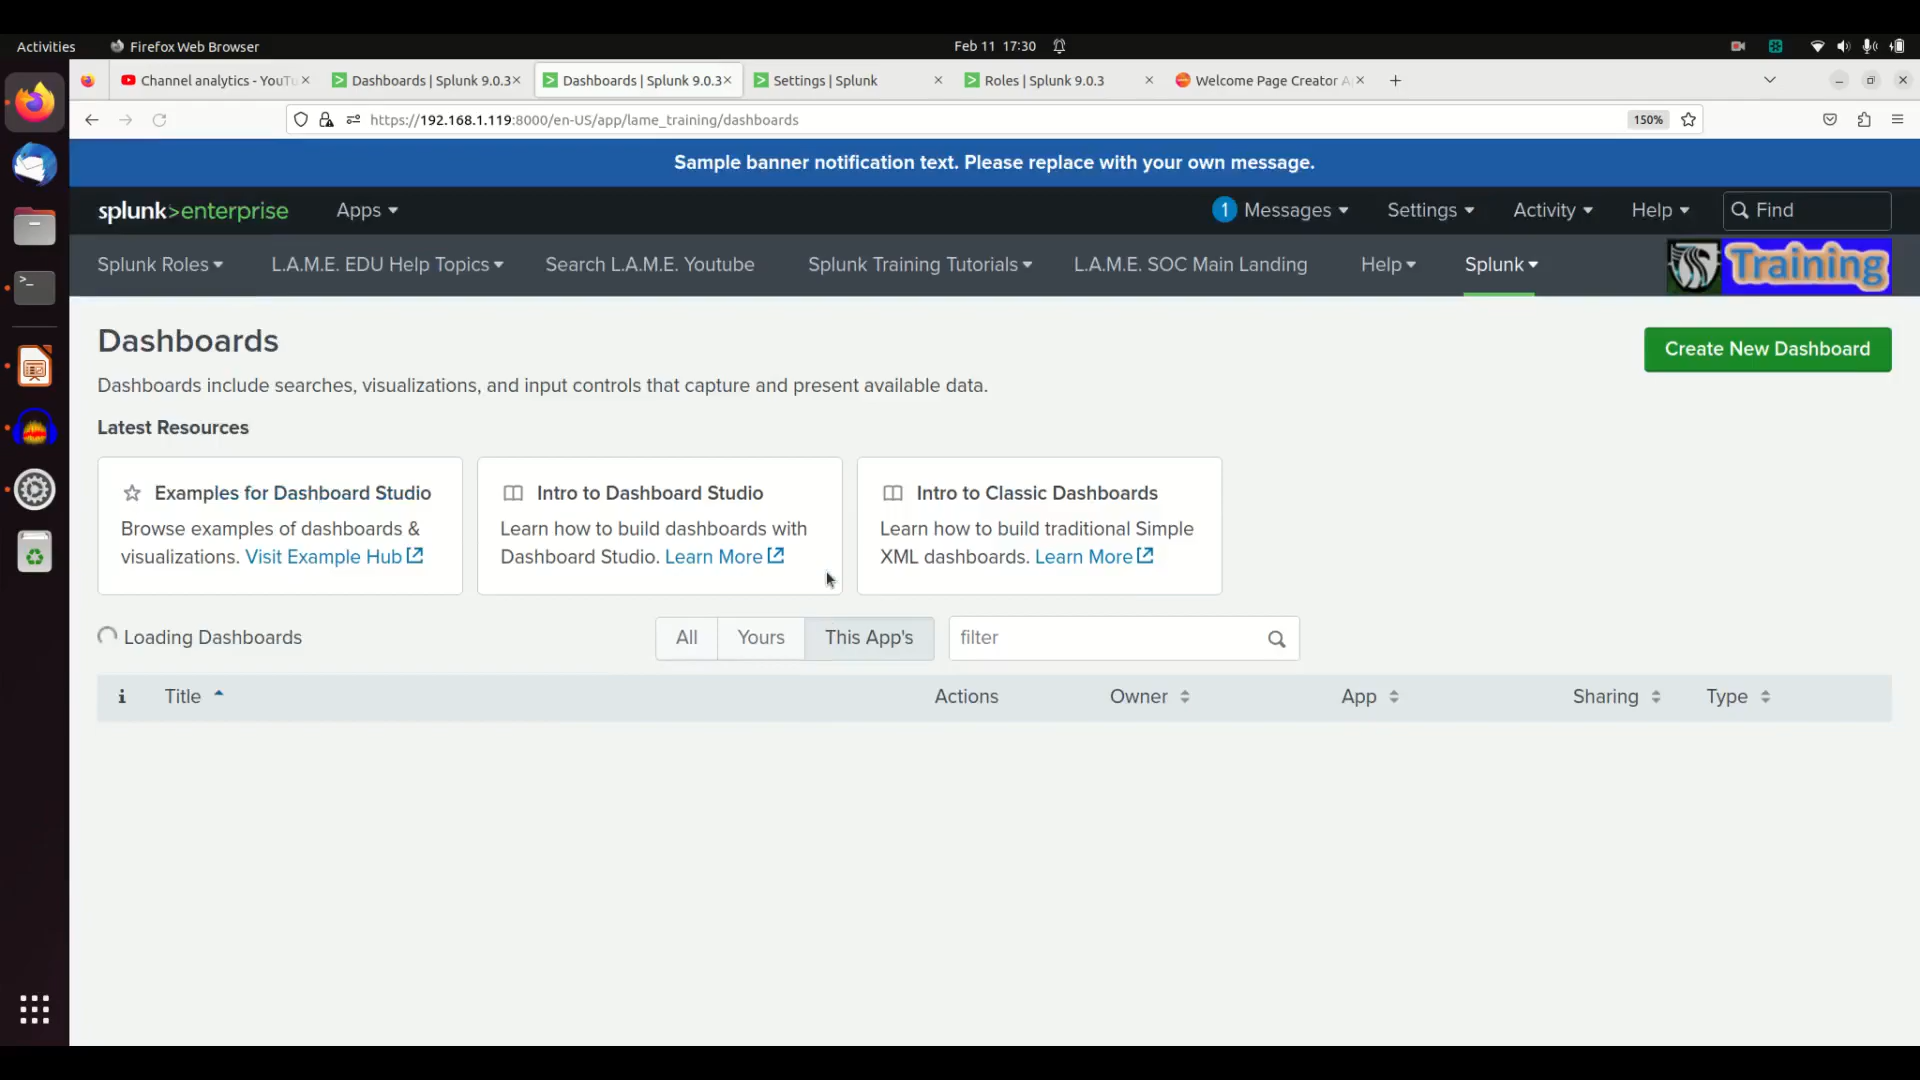 Activities Firefox Web Browser Feb 11 17:30
Channel analytics - YouTu Dashboards | Splunk 9.0.3 Dashboards | Splunk 9.0.3 Settings | Splunk Roles | Splunk 9.0.3 Welcome Page Creator A
https://192.168.1.119:8000/en-US/app/lame_training/dashboards 150%
Sample banner notification text. Please replace with your own message.
splunk>enterprise Apps 1 Messages Settings Activity Help Find
Splunk Roles L.A.M.E. EDU Help Topics Search L.A.M.E. Youtube Splunk Training Tutorials L.A.M.E. SOC Main Landing Help Splunk Training
Dashboards
Create New Dashboard
Dashboards include searches, visualizations, and input controls that capture and present available data.
Latest Resources
Examples for Dashboard Studio
Browse examples of dashboards &
visualizations. Visit Example Hub
Intro to Dashboard Studio
Learn how to build dashboards with
Dashboard Studio. Learn More
Intro to Classic Dashboards
Learn how to build traditional Simple
XML dashboards. Learn More
Loading Dashboards All Yours This App's filter
i Title Actions Owner App Sharing Type